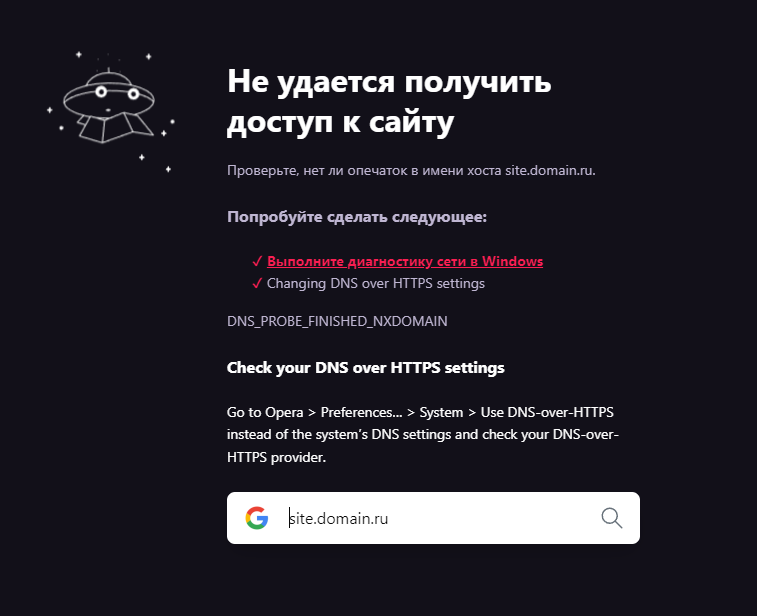 Не удается получить
доступ к сайту
Проверьте, нет ли опечаток в имени хоста site.domain.ru.
Попробуйте сделать следующее:
✓ Выполните диагностику сети в Windows
✓ Changing DNS over HTTPS settings
DNS_PROBE_FINISHED_NXDOMAIN
Check your DNS over HTTPS settings
Go to Opera > Preferences... > System > Use DNS-over-HTTPS
instead of the system's DNS settings and check your DNS-over-
HTTPS provider.
site.domain.ru